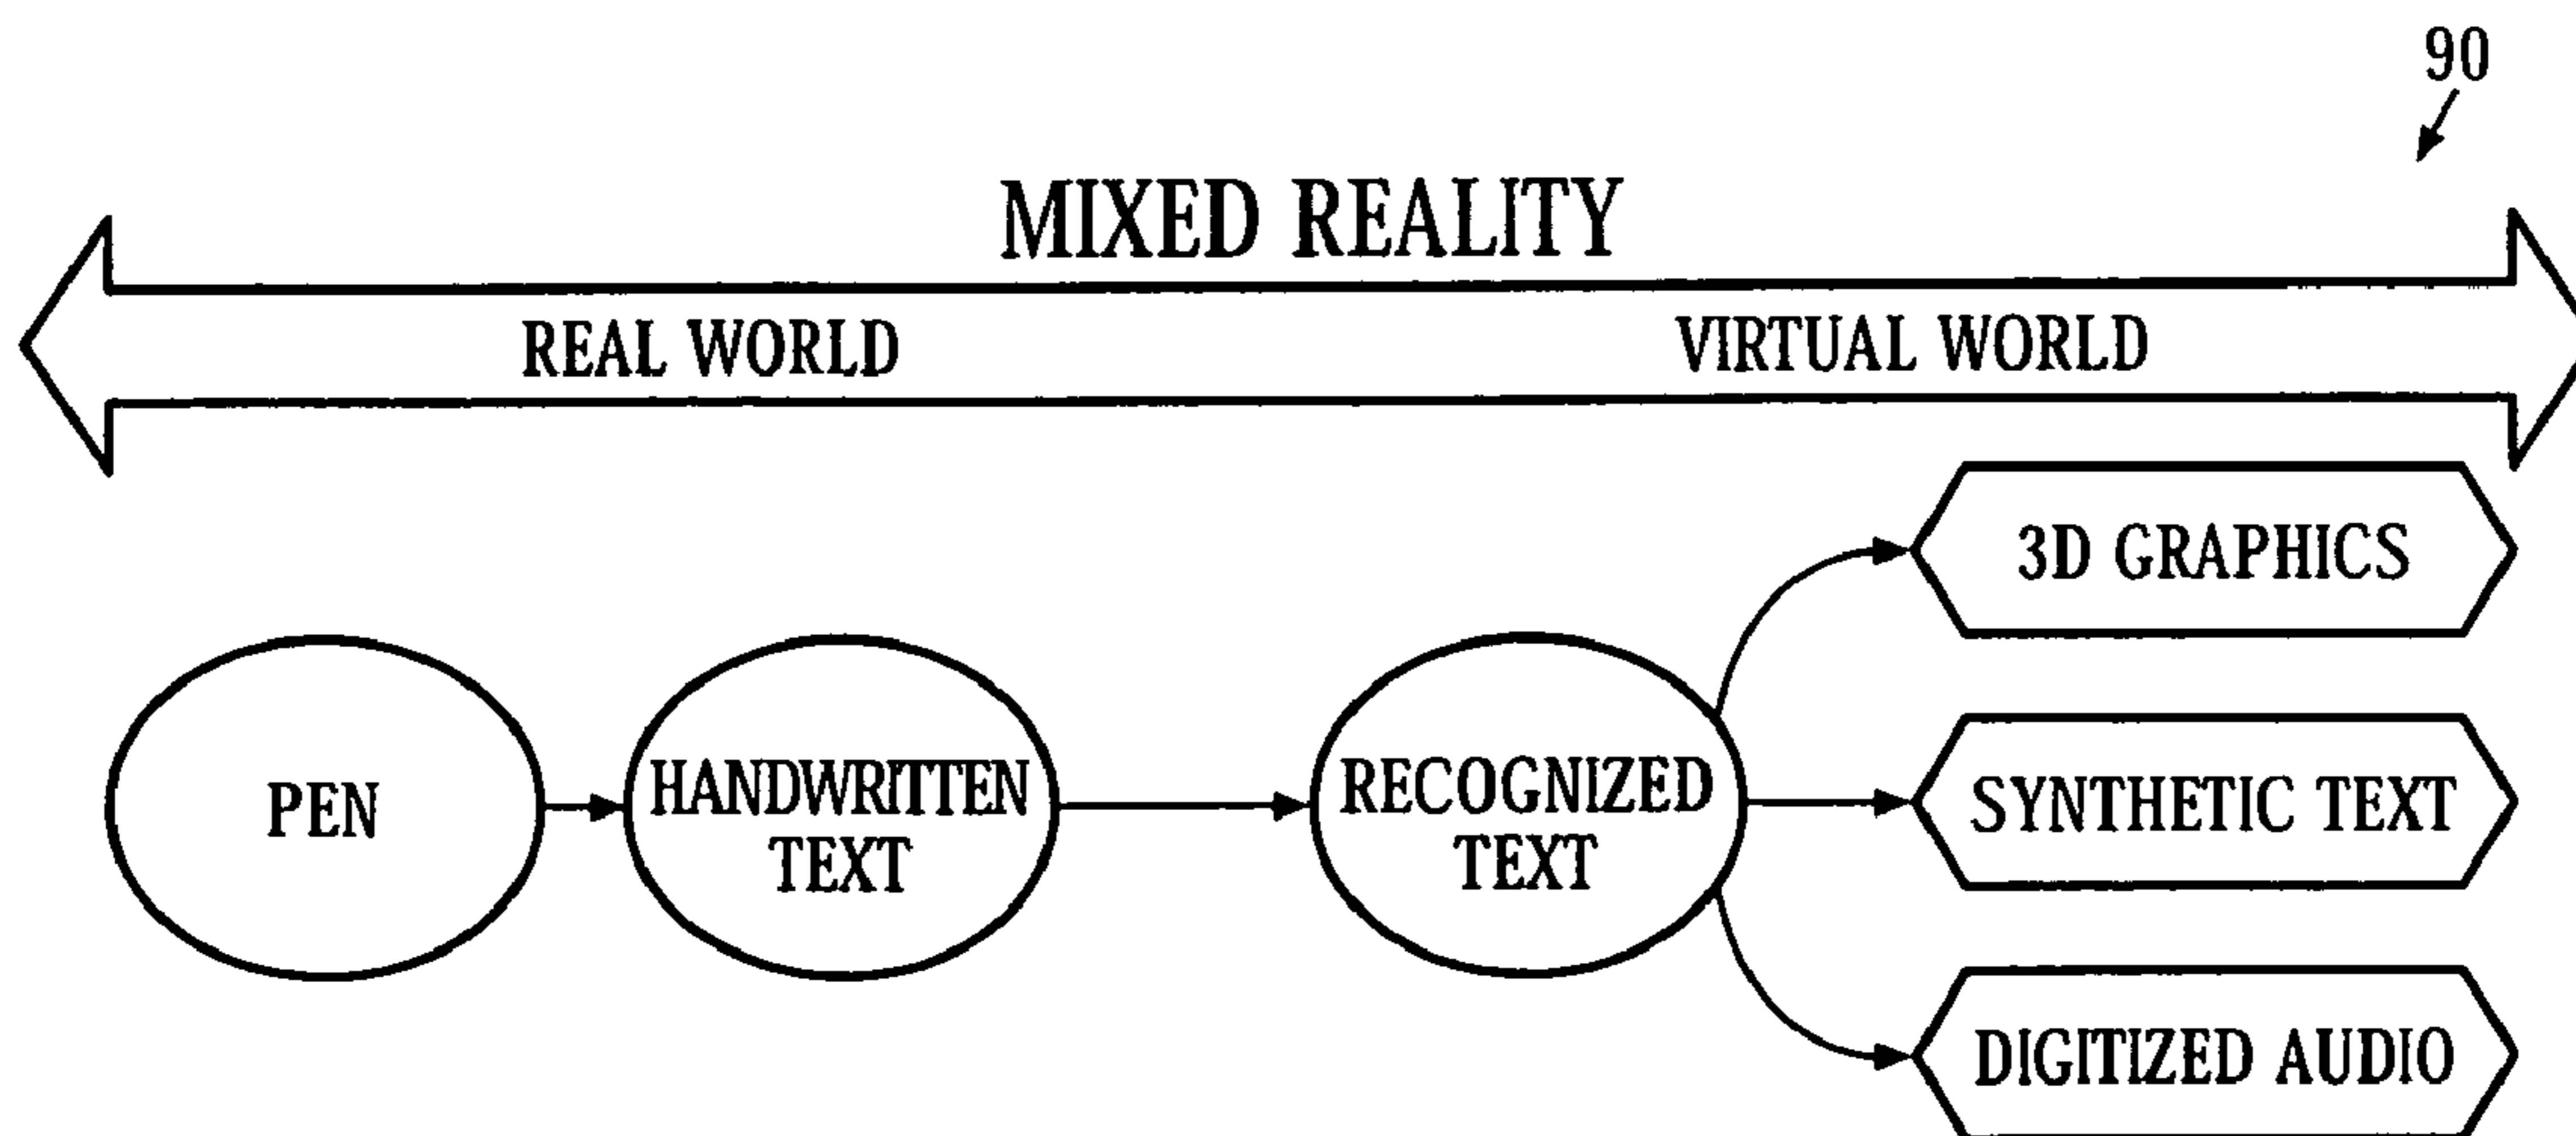 90
MIXED REALITY
REAL WORLD
VIRTUAL WORLD
3D GRAPHICS
PEN
HANDWRITTEN
TEXT
RECOGNIZED
TEXT
SYNTHETIC TEXT
DIGITIZED AUDIO